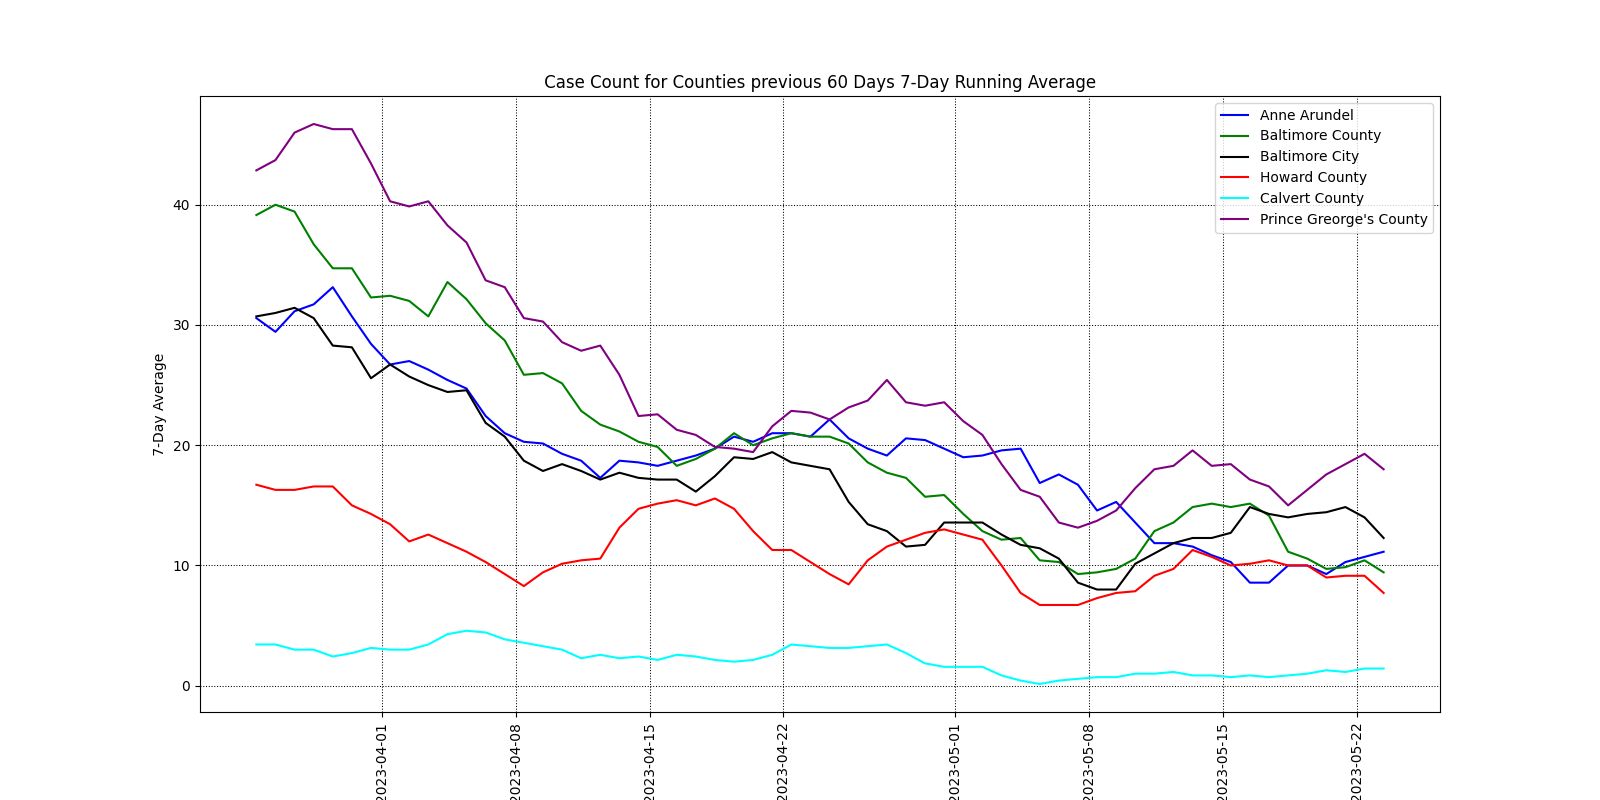 Case Count for Counties previous 60 Days 7-Day Running Average
Anne Arundel
Baltimore County
Baltimore City
Howard County
Calvert County
Prince Greorge's County
7-Day Average
40
30
20
10
0
2023-04-01
2023-04-08
2023-04-15
2023-04-22
2023-05-01
2023-05-08
2023-05-15
2023-05-22